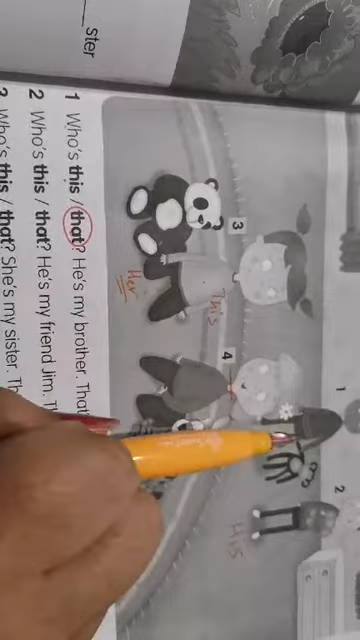 ster
3
This
Her
4
1
2
His
1 Who's this / that? He's my brother. That
2 Who's this / that? He's my friend Jim. T
3 Who's this / that? She's my sister. Th